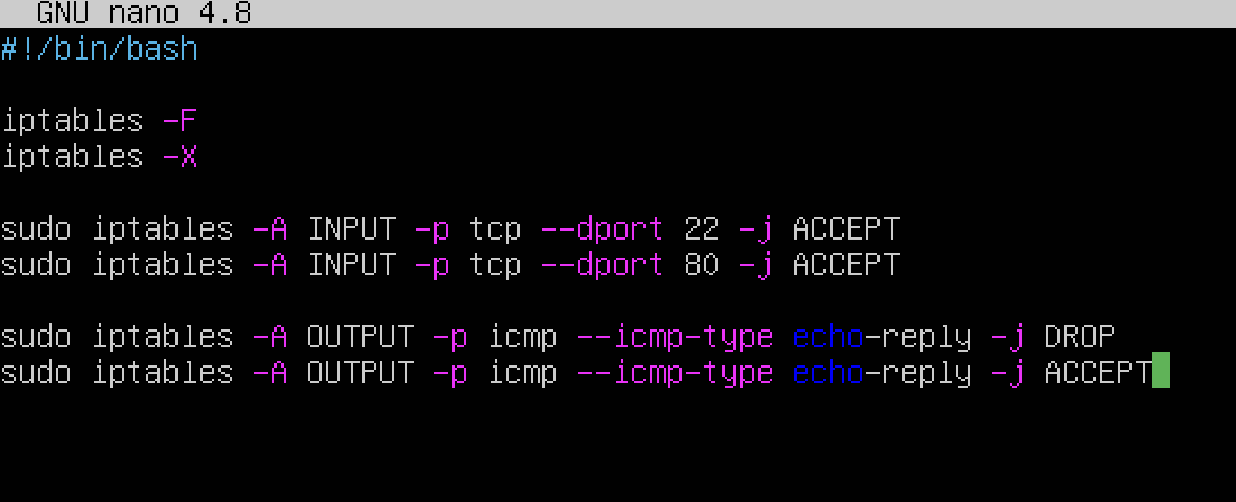 GNU nano 4.8
#!/bin/bash
iptables -F
iptables -X
sudo iptables -A INPUT -p tcp --dport 22 -j ACCEPT
sudo iptables -A INPUT -p tcp --dport 80 -j ACCEPT
sudo iptables -A OUTPUT -p icmp --icmp-type echo-reply -j DROP
sudo iptables -A OUTPUT -p icmp --icmp-type echo-reply -j ACCEPT